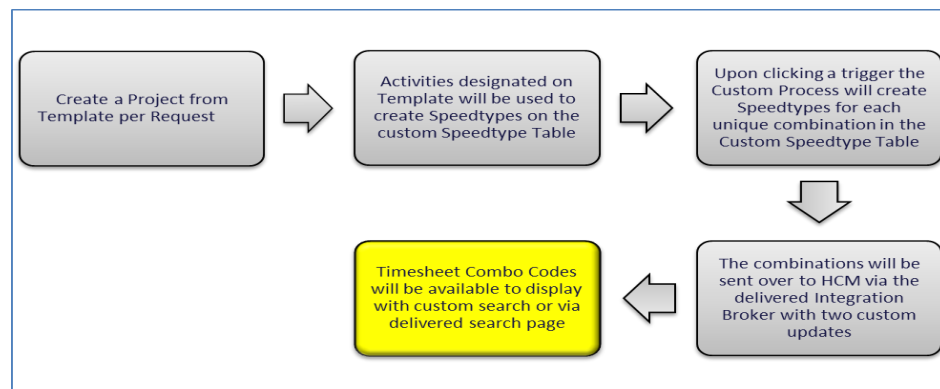 Create a Project from
Template per Request
Activities designated on
Template will be used to
create Speedtypes on the
custom Speedtype Table
Upon clicking a trigger the
Custom Process will create
Speedtypes for each
unique combination in the
Custom Speedtype Table
The combinations will be
sent over to HCM via the
delivered Integration
Broker with two custom
updates
Timesheet Combo Codes
will be available to display
with custom search or via
delivered search page